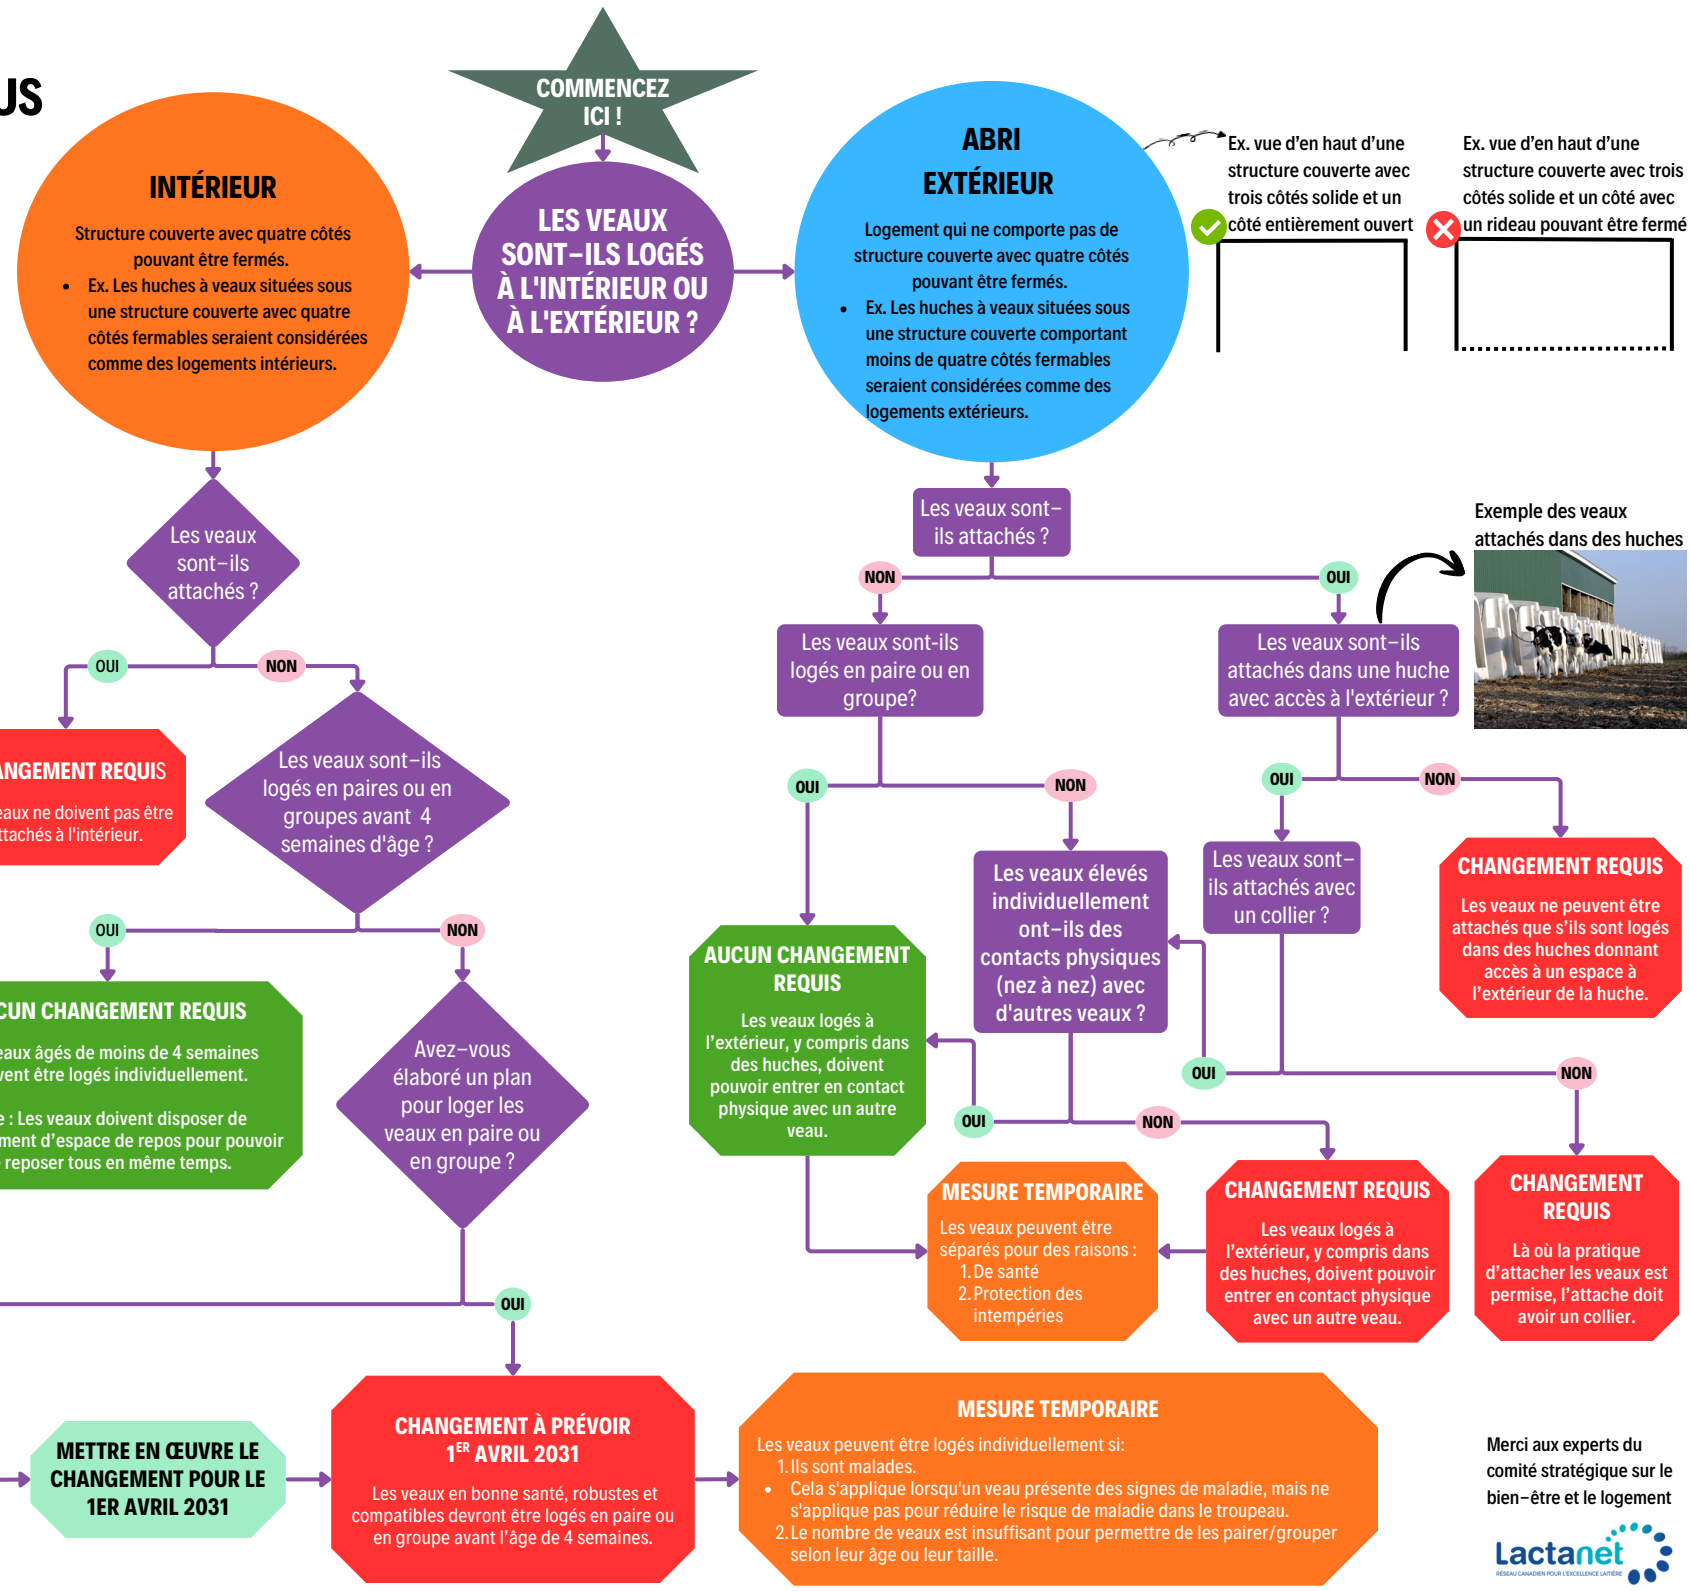 COMMENCEZ
ICI !
LES VEAUX
SONT-ILS LOGÉS
À L'INTÉRIEUR OU
À L'EXTÉRIEUR ?
INTÉRIEUR
Structure couverte avec quatre côtés
pouvant être fermés.
• Ex. Les huches à veaux situées sous
une structure couverte avec quatre
côtés fermables seraient considérées
comme des logements intérieurs.
ABRI
EXTÉRIEUR
Logement qui ne comporte pas de
structure couverte avec quatre côtés
pouvant être fermés.
• Ex. Les huches à veaux situées sous
une structure couverte comportant
moins de quatre côtés fermables
seraient considérées comme des
logements extérieurs.
Ex. vue d'en haut d'une
structure couverte avec
trois côtés solide et un
côté entièrement ouvert
Ex. vue d'en haut d'une
structure couverte avec trois
côtés solide et un côté avec
un rideau pouvant être fermé
Les veaux
sont-ils
attachés ?
OUI
NON
ne doivent pas être
à l'intérieur.
REQUIS
Les veaux sont-ils
logés en paires ou en
groupes avant 4
semaines d'âge ?
OUI
NON
CHANGEMENT REQUIS
âgés de moins de 4 semaines
être logés individuellement.
: Les veaux doivent disposer de
d'espace de repos pour pouvoir
reposer tous en même temps.
Avez-vous
élaboré un plan
pour loger les
veaux en paire ou
en groupe ?
OUI
METTRE EN ŒUVRE LE
CHANGEMENT POUR LE
1ER AVRIL 2031
CHANGEMENT À PRÉVOIR
1ER AVRIL 2031
Les veaux en bonne santé, robustes et
compatibles devront être logés en paire ou
en groupe avant l'âge de 4 semaines.
MESURE TEMPORAIRE
Les veaux peuvent être logés individuellement si:
1. Ils sont malades.
• Cela s'applique lorsqu'un veau présente des signes de maladie, mais ne
s'applique pas pour réduire le risque de maladie dans le troupeau.
2. Le nombre de veaux est insuffisant pour permettre de les pairer/grouper
selon leur âge ou leur taille.
Les veaux sont-
ils attachés ?
NON
OUI
Les veaux sont-ils
logés en paire ou en
groupe?
Les veaux sont-ils
attachés dans une huche
avec accès à l'extérieur ?
Exemple des veaux
attachés dans des huches
OUI
NON
OUI
NON
Les veaux élevés
individuellement
ont-ils des
contacts physiques
(nez à nez) avec
d'autres veaux ?
Les veaux sont-
ils attachés avec
un collier ?
CHANGEMENT REQUIS
Les veaux ne peuvent être
attachés que s'ils sont logés
dans des huches donnant
accès à un espace à
l'extérieur de la huche.
AUCUN CHANGEMENT
REQUIS
Les veaux logés à
l'extérieur, y compris dans
des huches, doivent
pouvoir entrer en contact
physique avec un autre
veau.
OUI
NON
OUI
NON
MESURE TEMPORAIRE
Les veaux peuvent être
séparés pour des raisons :
1. De santé
2. Protection des
intempéries
CHANGEMENT REQUIS
Les veaux logés à
l'extérieur, y compris dans
des huches, doivent pouvoir
entrer en contact physique
avec un autre veau.
CHANGEMENT
REQUIS
Là où la pratique
d'attacher les veaux est
permise, l'attache doit
avoir un collier.
Merci aux experts du
comité stratégique sur le
bien-être et le logement
Lactanet
RÉSEAU CANADIEN POUR L'EXCELLENCE LAITIÈRE